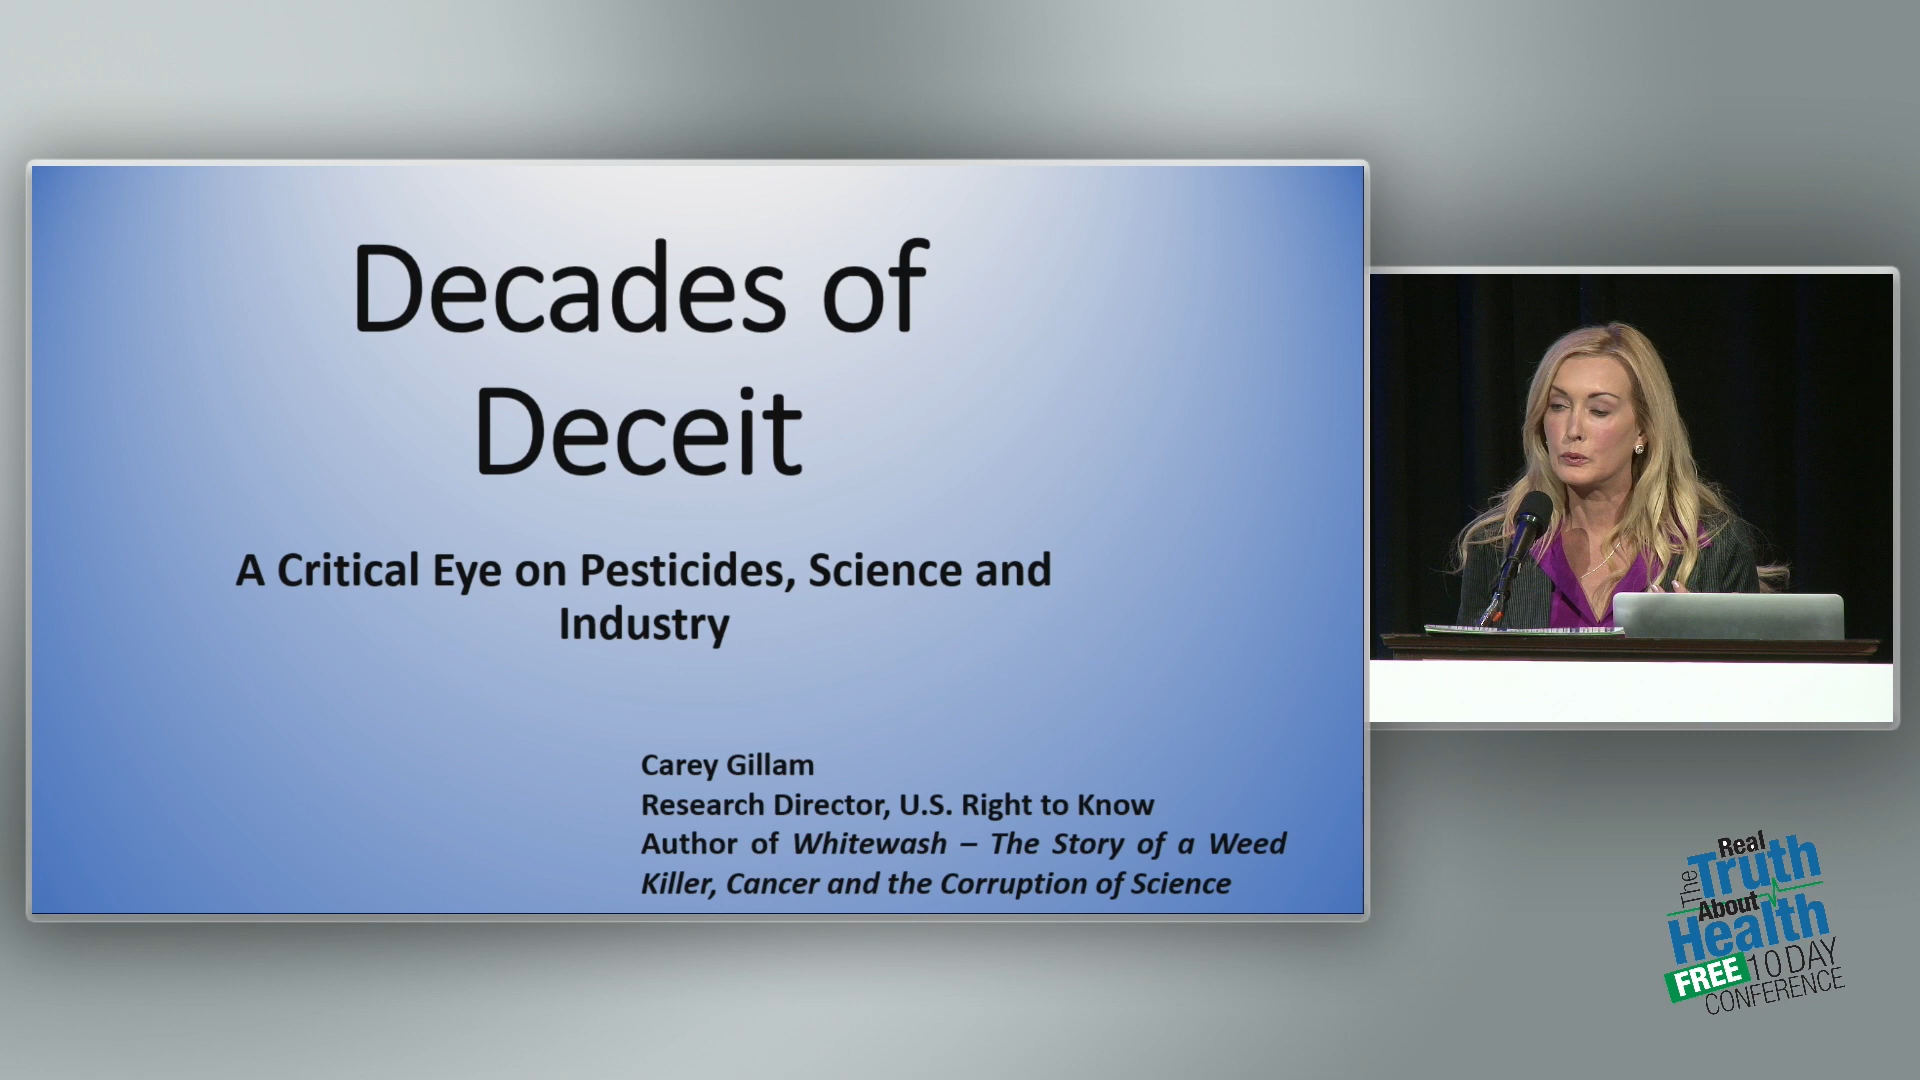 Decades of
Deceit
A Critical Eye on Pesticides, Science and
Industry
Carey Gillam
Research Director, U.S. Right to Know
Author of Whitewash – The Story of a Weed
Killer, Cancer and the Corruption of Science
The Real
Truth
About
Health
FREE 10 DAY
CONFERENCE